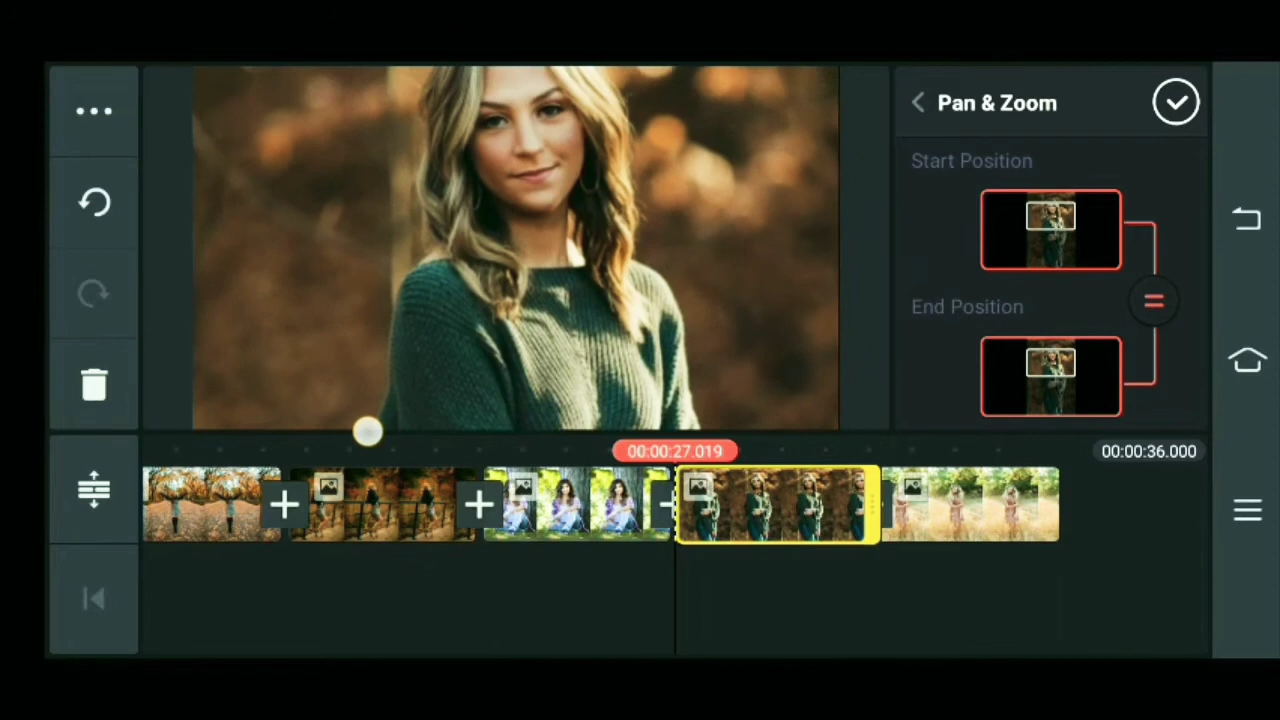 Pan & Zoom
Start Position
End Position
00:00:27.019
00:00:36.000